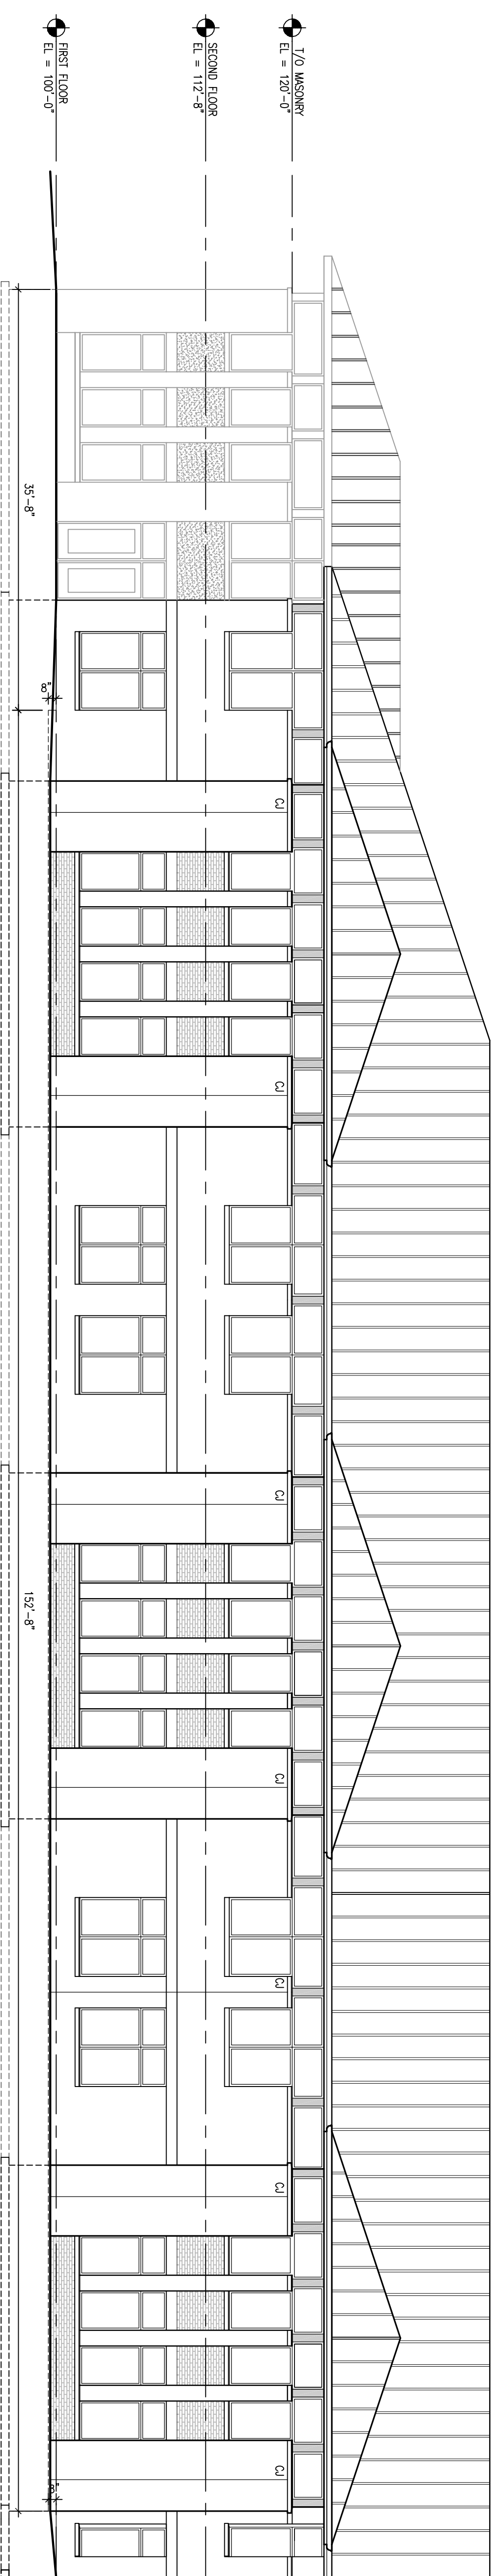 T/O MASONRY
EL = 120'-0"
SECOND FLOOR
EL = 112'-8"
FIRST FLOOR
EL = 100'-0"
35'-8"
8"
CJ
CJ
CJ
152'-8"
CJ
CJ
CJ
CJ
8"